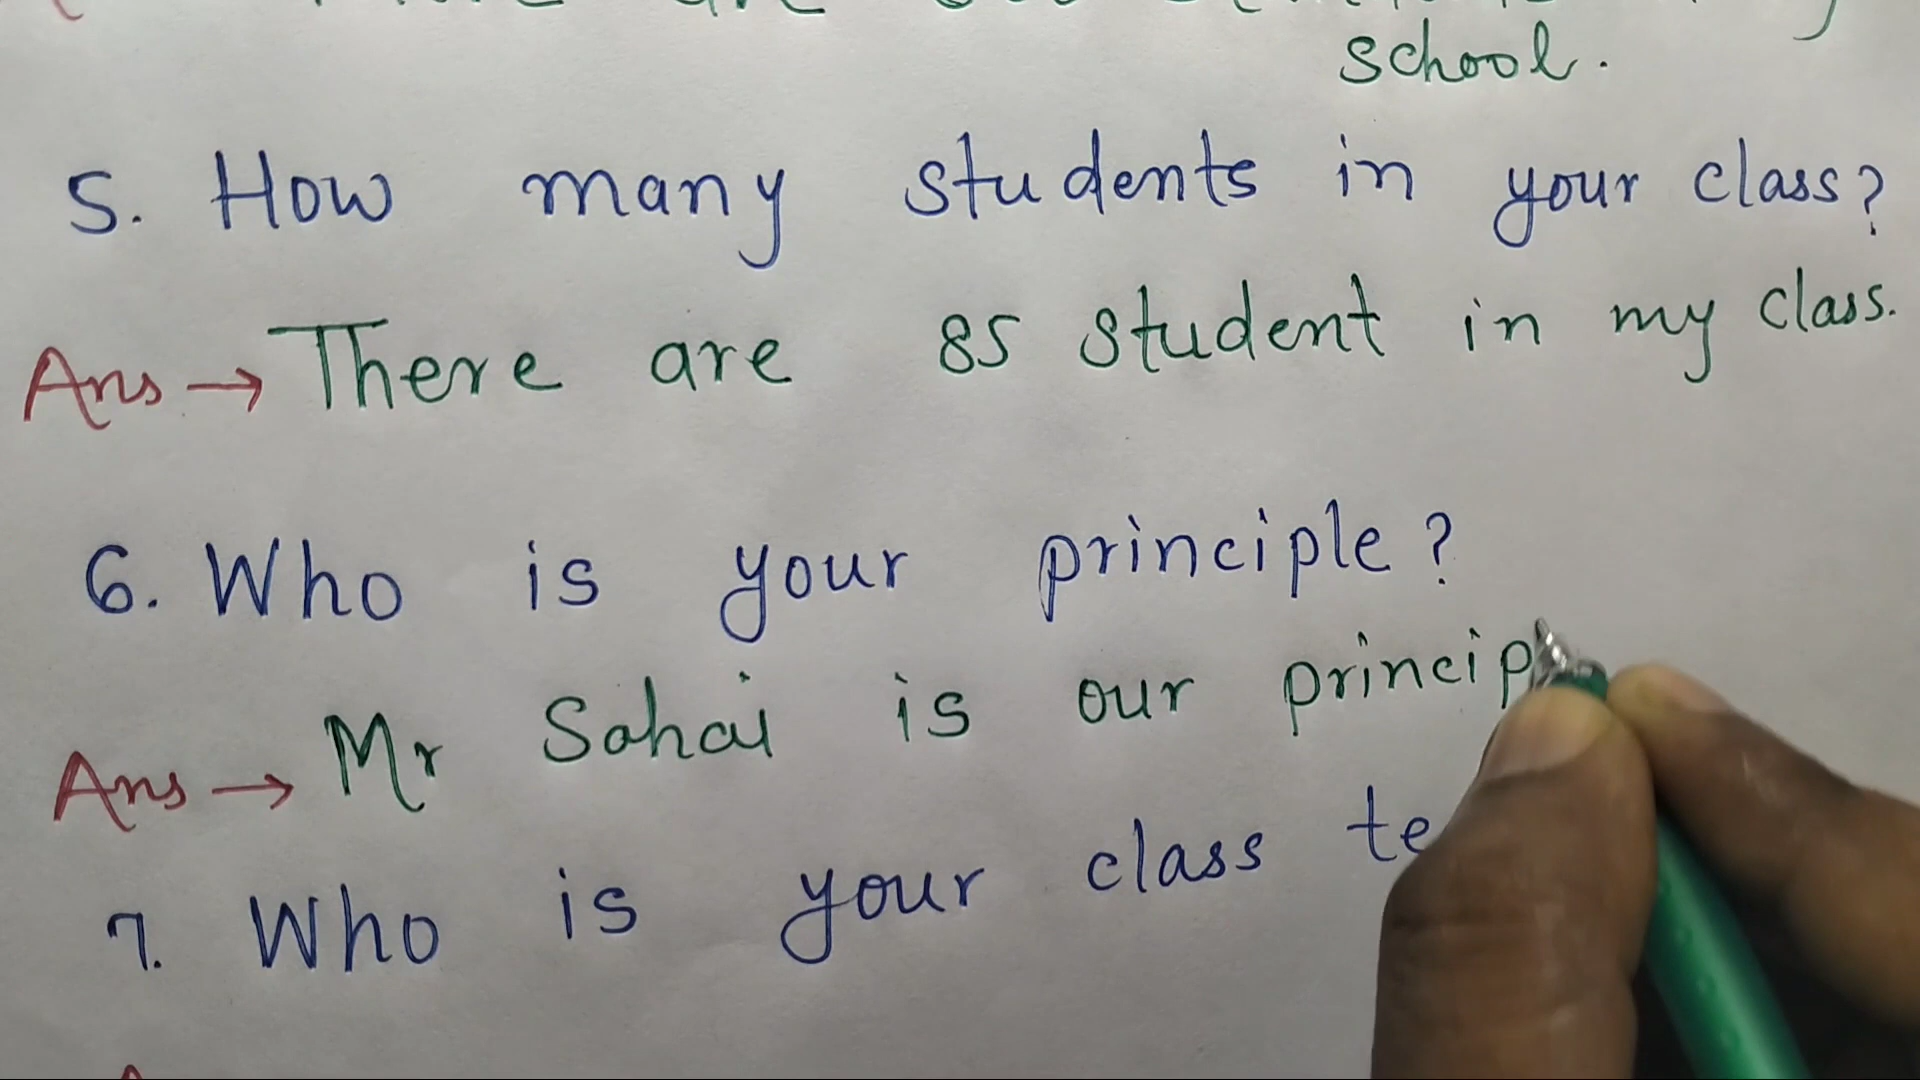 school.
5. How many students in your class?
Ans → There are 85 student in my class.
6. Who is your principle?
Ans → Mr Sahai is our princip
7. Who is your class te